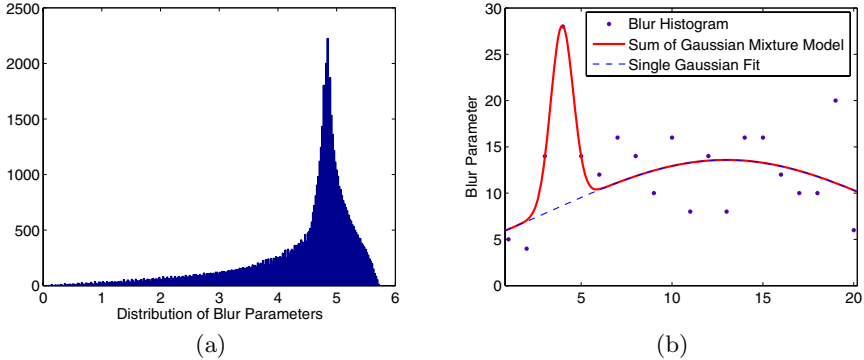 2500
2000
1500
1000
500
0
0 1 2 3 4 5 6
Distribution of Blur Parameters
(a)
30
25
20
15
10
5
0
Blur Parameter
Blur Histogram
Sum of Gaussian Mixture Model
Single Gaussian Fit
5 10 15 20
(b)